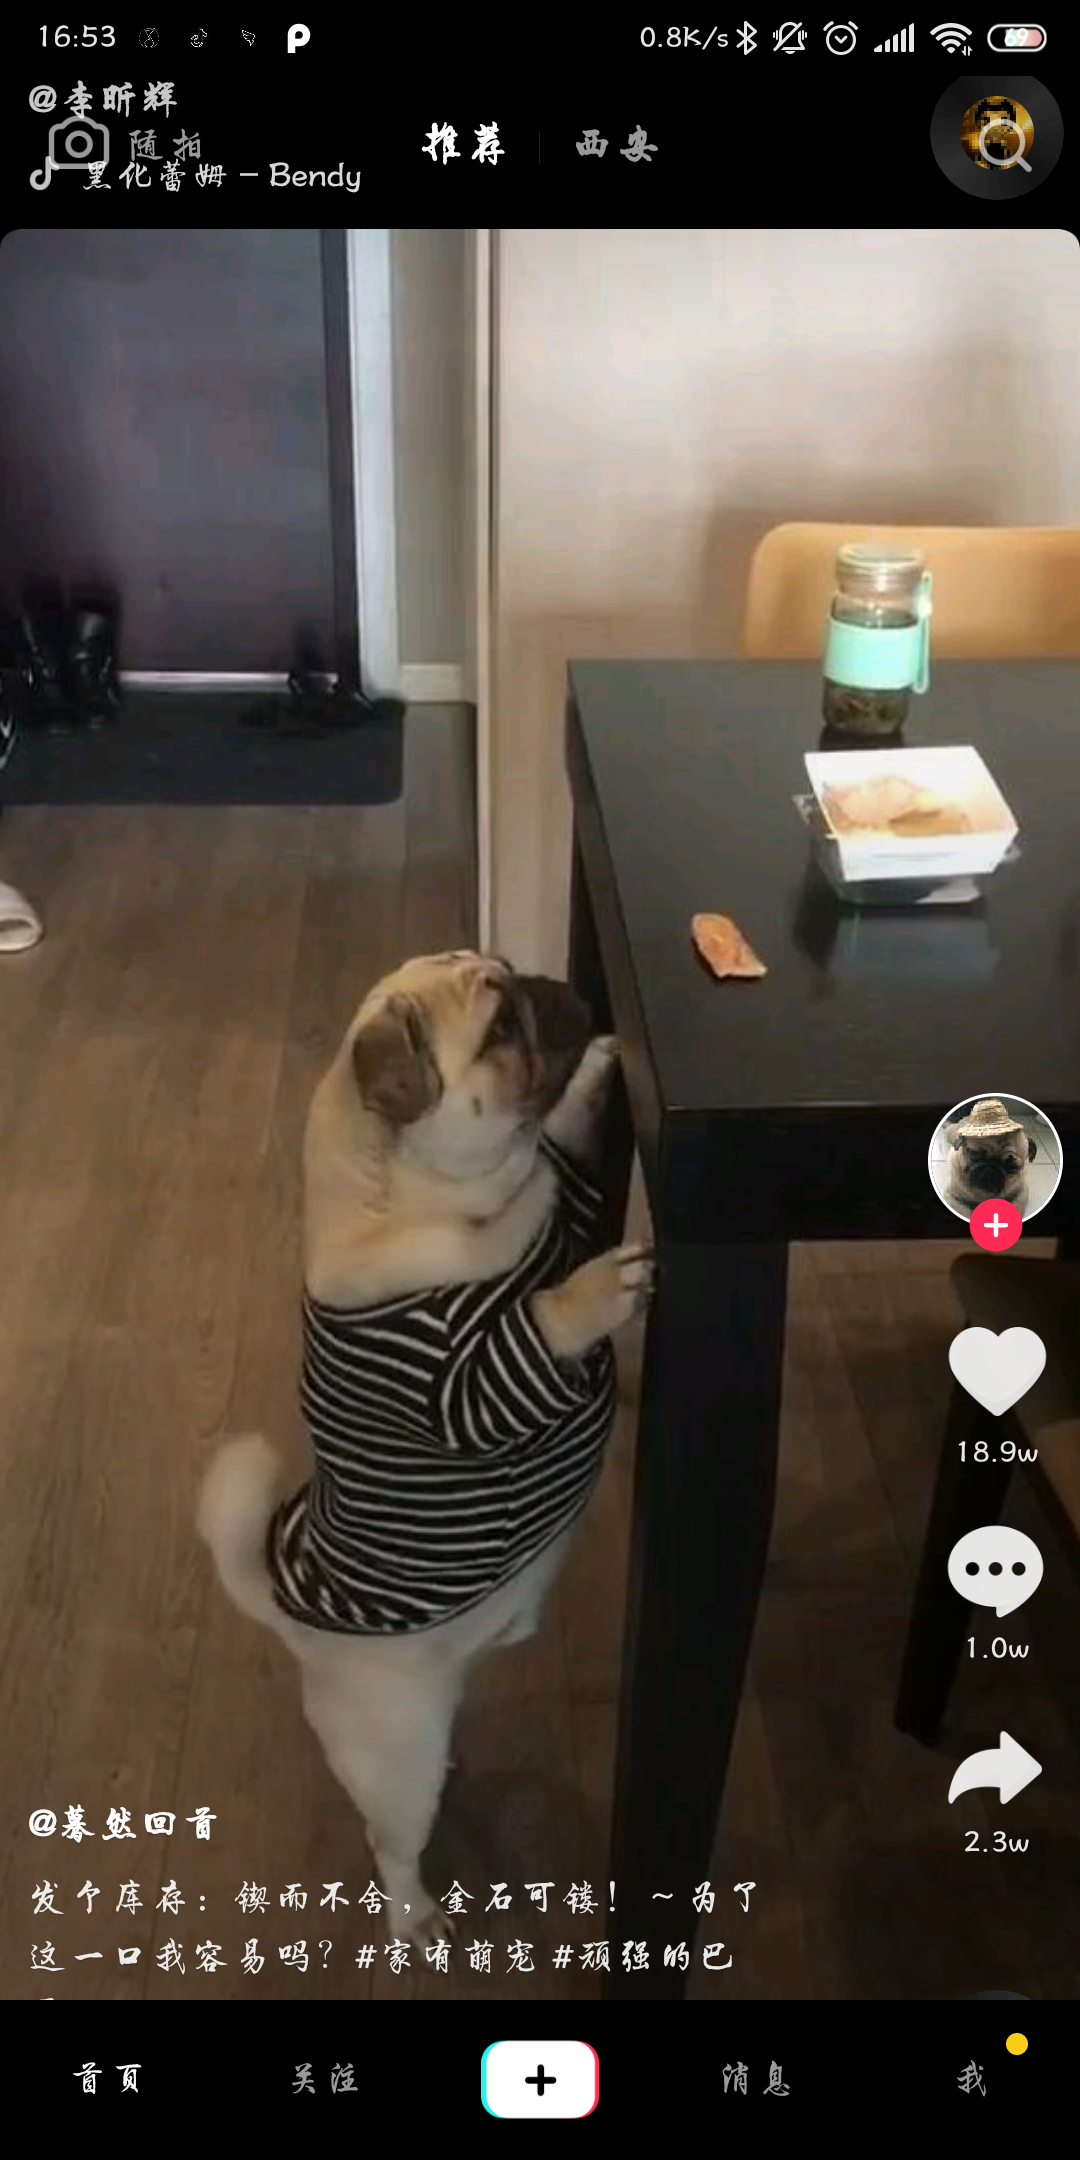 16:53
0.8K/s
69
@李昕辉
随拍
推荐
西安
黑化蕾姆 - Bendy
18.9w
1.0w
2.3w
@蓦然回首
发个库存：锲而不舍，金石可镂！~为了
这一口我容易吗？#家有萌宠 #顽强的巴
首页
关注
消息
我